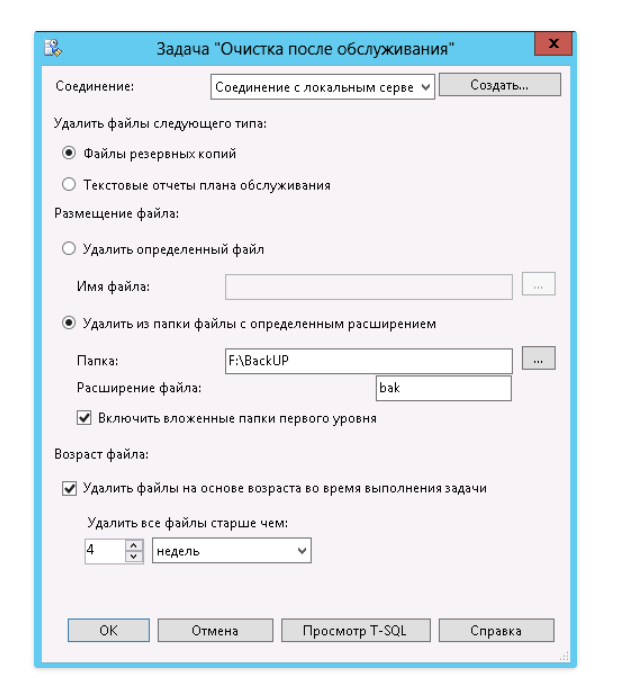 Задача "Очистка после обслуживания"
x
Соединение: Соединение с локальным серве Создать...
Удалить файлы следующего типа:
Файлы резервных копий
Текстовые отчеты плана обслуживания
Размещение файла:
Удалить определенный файл
Имя файла: ...
Удалить из папки файлы с определенным расширением
Папка: F:\BackUP ...
Расширение файла: bak
Включить вложенные папки первого уровня
Возраст файла:
Удалить файлы на основе возраста во время выполнения задачи
Удалить все файлы старше чем:
4 недель
ОК Отмена Просмотр T-SQL Справка